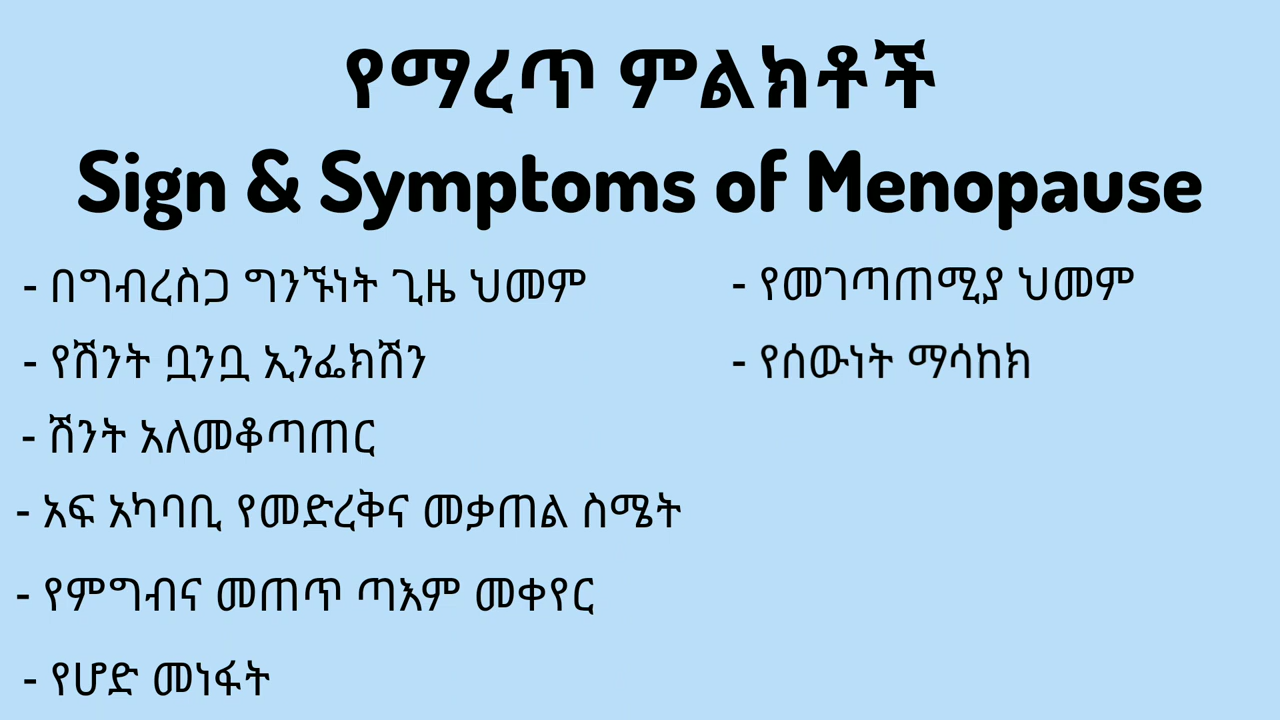 የማረጥ ምልክቶች
Sign & Symptoms of Menopause
- በግብረስጋ ግንኙነት ጊዜ ህመም
- የሽንት ቧንቧ ኢንፌክሽን
- ሽንት አለመቆጣጠር
- አፍ አካባቢ የመድረቅና መቃጠል ስሜት
- የምግብና መጠጥ ጣእም መቀየር
- የሆድ መነፋት
- የመገጣጠሚያ ህመም
- የሰውነት ማሳከክ